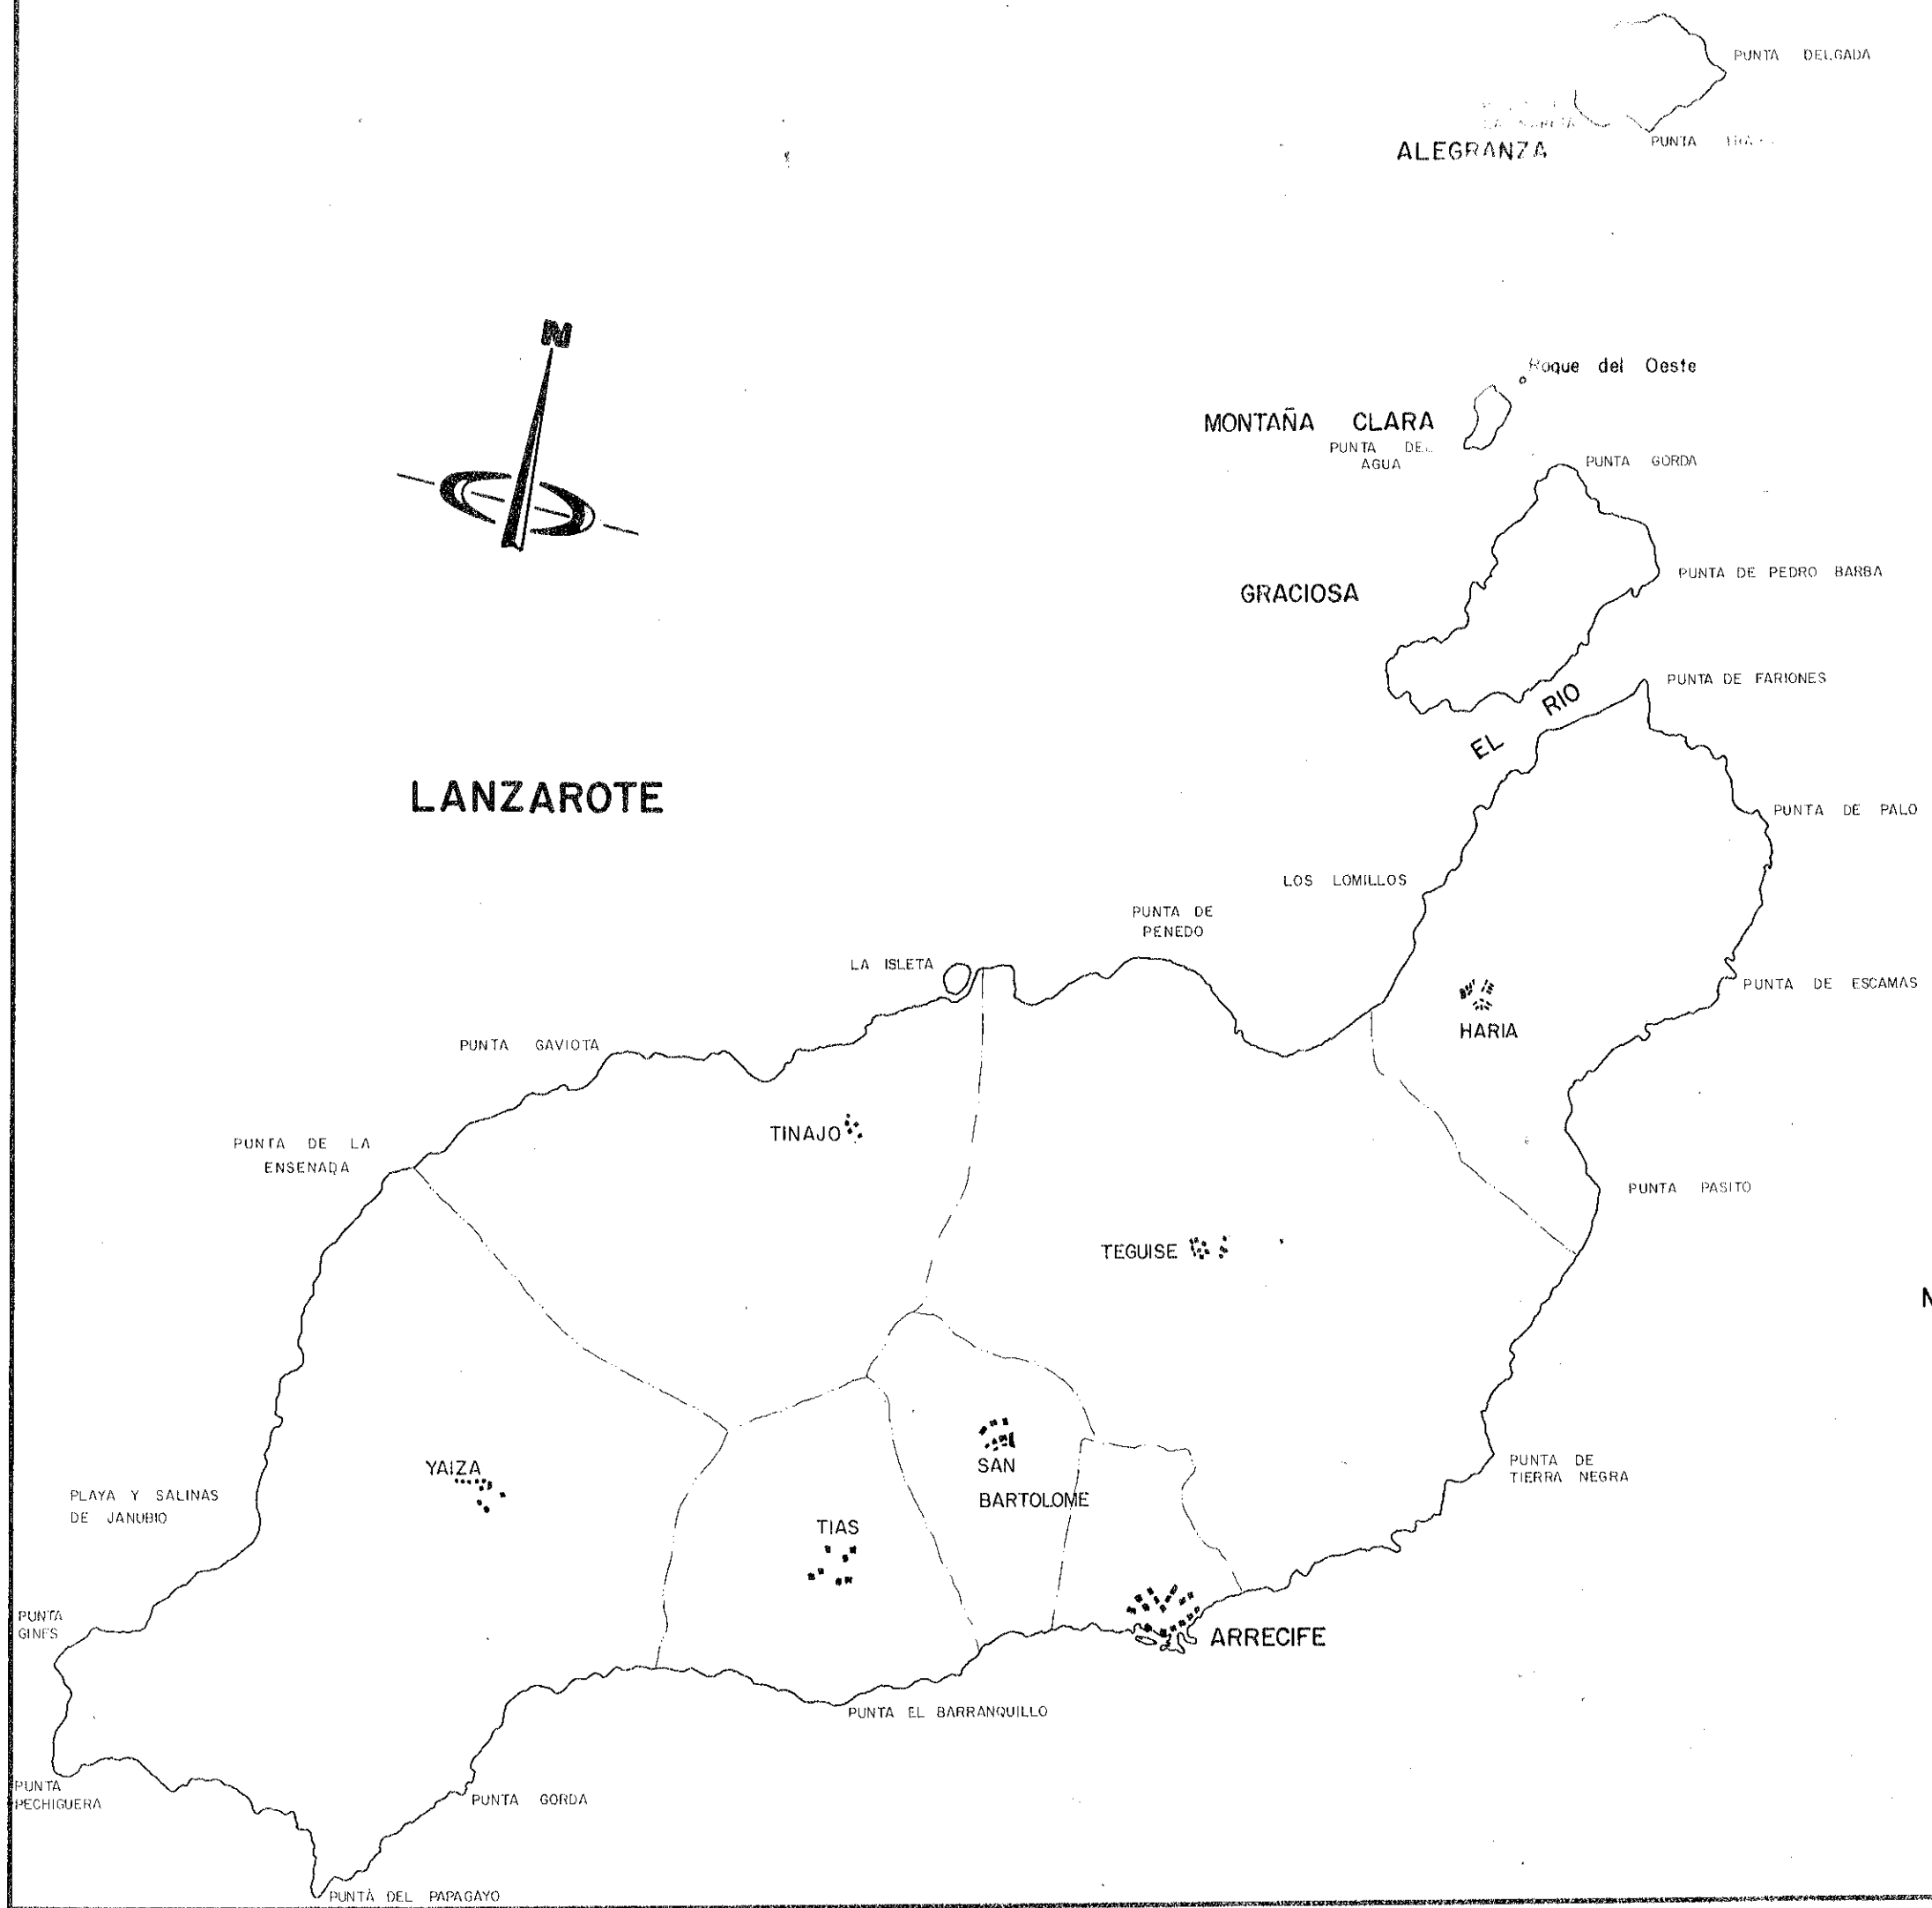 PUNTA DELGADA
PUNTA
ALEGRANZA
N
Roque del Oeste
MONTAÑA CLARA
PUNTA DEL
AGUA
PUNTA GORDA
PUNTA DE PEDRO BARBA
GRACIOSA
PUNTA DE FARIONES
EL RIO
LANZAROTE
PUNTA DE PALO
LOS LOMILLOS
PUNTA DE
PENEDO
LA ISLETA
PUNTA DE ESCAMAS
HARIA
PUNTA GAVIOTA
TINAJO
PUNTA DE LA
ENSENADA
PUNTA PASITO
TEGUISE
N
YAIZA
SAN
BARTOLOME
PUNTA DE
TIERRA NEGRA
PLAYA Y SALINAS
DE JANUBIO
TIAS
PUNTA
GINES
ARRECIFE
PUNTA EL BARRANQUILLO
PUNTA
PECHIGUERA
PUNTA GORDA
PUNTA DEL PAPAGAYO